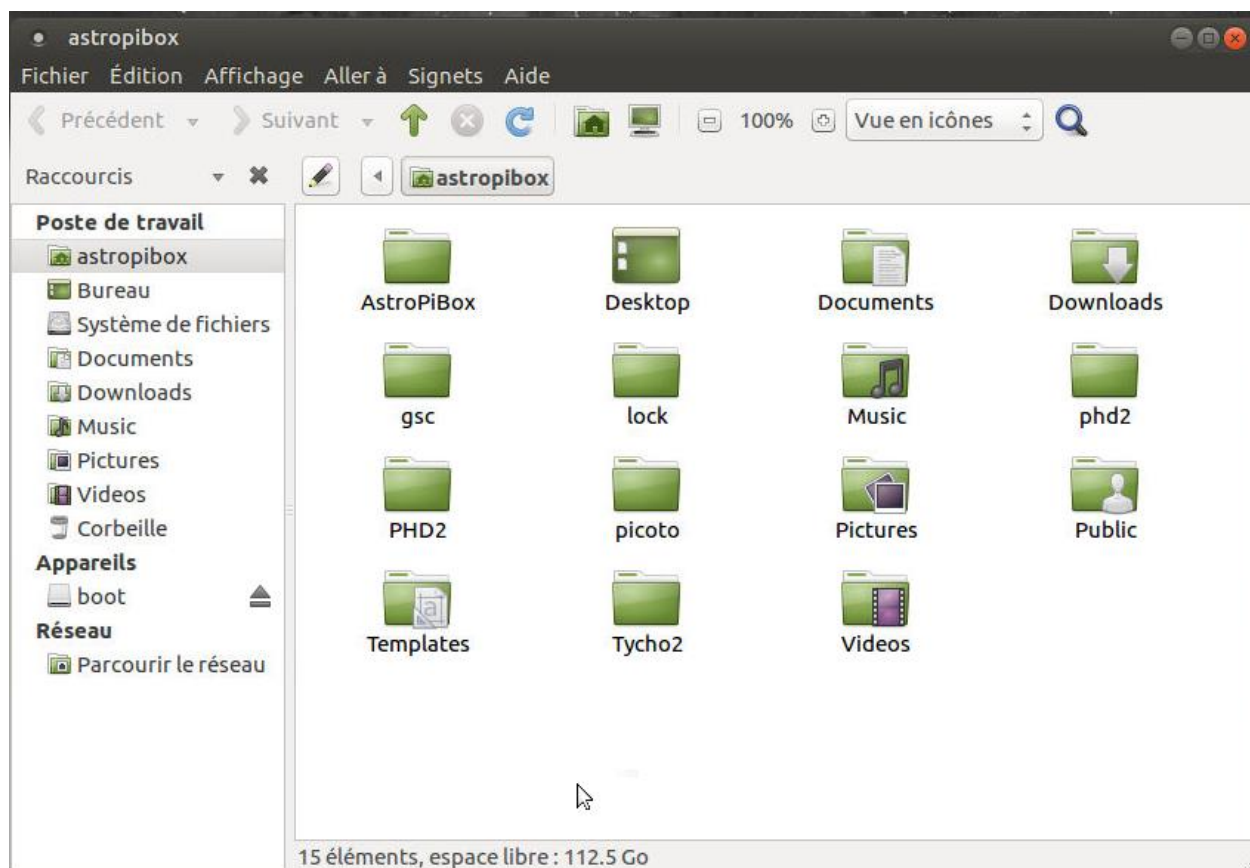 astropibox
Fichier Édition Affichage Aller à Signets Aide
Précédent Suivant 100% Vue en icônes
Raccourcis astropibox
Poste de travail
astropibox
Bureau
Système de fichiers
Documents
Downloads
Music
Pictures
Videos
Corbeille
Appareils
boot
Réseau
Parcourir le réseau
AstroPiBox Desktop Documents Downloads
gsc lock Music phd2
PHD2 picoto Pictures Public
Templates Tycho2 Videos
15 éléments, espace libre : 112.5 Go